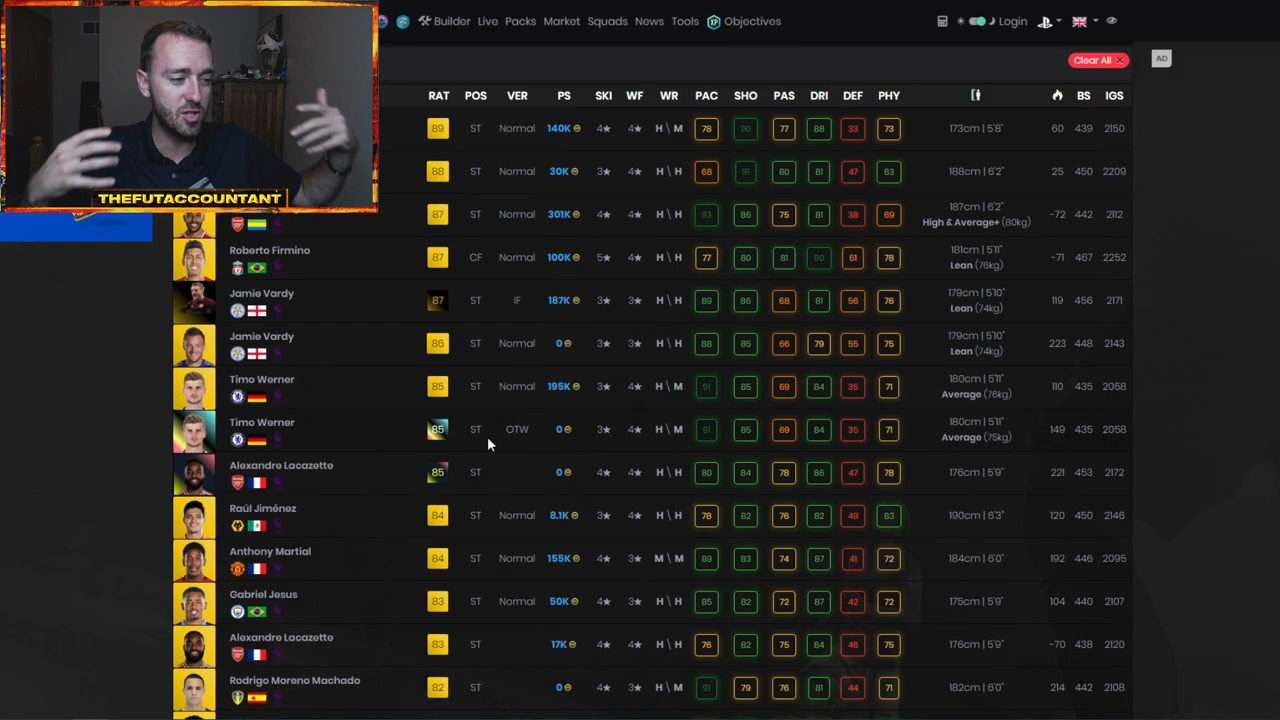 Builder Live Packs Market Squads News Tools XP Objectives Login
Clear All ×
AD
RAT POS VER PS SKI WF WR PAC SHO PAS DRI DEF PHY BS IGS
89 ST Normal 140K 4★ 4★ H \ M 78 90 77 88 33 73 173cm | 5'8" 60 439 2150
88 ST Normal 30K 3★ 4★ H \ H 68 91 80 81 47 83 188cm | 6'2" 25 450 2209
THEFUTACCOUNTANT
87 ST Normal 301K 4★ 4★ H \ H 93 86 75 81 38 69 187cm | 6'2" -72 442 2112
High & Average+ (80kg)
Roberto Firmino
87 CF Normal 100K 5★ 4★ H \ H 77 80 81 90 61 78 181cm | 5'11" -71 467 2252
Lean (76kg)
Jamie Vardy
87 ST IF 187K 3★ 3★ H \ H 89 86 68 81 56 76 179cm | 5'10" 119 456 2171
Lean (74kg)
Jamie Vardy
86 ST Normal 0 3★ 3★ H \ H 88 85 66 79 55 75 179cm | 5'10" 223 448 2143
Lean (74kg)
Timo Werner
85 ST Normal 195K 3★ 4★ H \ M 91 85 69 84 35 71 180cm | 5'11" 110 435 2058
Average (76kg)
Timo Werner
85 ST OTW 0 3★ 4★ H \ M 91 85 69 84 35 71 180cm | 5'11" 149 435 2058
Average (75kg)
Alexandre Lacazette
85 ST 0 4★ 4★ H \ H 80 84 78 86 47 78 176cm | 5'9" 221 453 2172
Raúl Jiménez
84 ST Normal 8.1K 3★ 4★ H \ H 78 82 76 82 49 83 190cm | 6'3" 120 450 2146
Anthony Martial
84 ST Normal 155K 4★ 3★ M \ M 89 83 74 87 41 72 184cm | 6'0" 192 446 2095
Gabriel Jesus
83 ST Normal 50K 4★ 3★ H \ H 85 82 72 87 42 72 175cm | 5'9" 104 440 2107
Alexandre Lacazette
83 ST 17K 4★ 4★ H \ H 76 82 75 84 46 75 176cm | 5'9" -70 438 2120
Rodrigo Moreno Machado
82 ST 0 4★ 3★ H \ M 91 79 76 81 44 71 182cm | 6'0" 214 442 2108